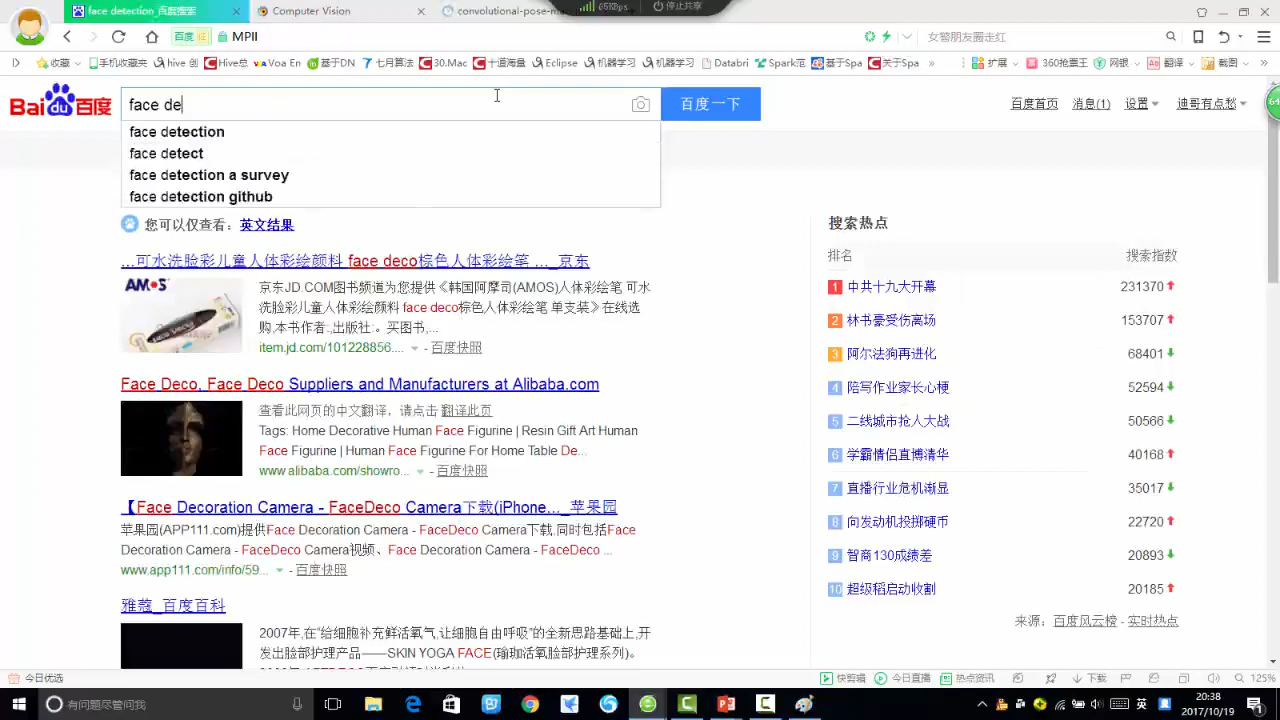 face detection_百度搜索
Computer Vision
convolutional-pose-ma
停止共享
百度
证
MPII
女警朋友圈走红
收藏
手机收藏夹
hive 创
Hive总
Voa En
基于DN
七月算法
30.Mac
十道海量
Eclipse
机器学习
机器学习
Databri
Spark范
基于Spa
关于Spa
扩展
360抢票王
网银
翻译
截图
Bai du 百度
face de
百度一下
百度首页
消息(1)
设置
迪哥有点愁
face detection
face detect
face detection a survey
face detection github
您可以仅查看：英文结果
...可水洗脸彩儿童人体彩绘颜料 face deco棕色人体彩绘笔 ..._京东
AMOS
京东JD.COM图书频道为您提供《韩国阿摩司(AMOS)人体彩绘笔 可水
洗脸彩儿童人体彩绘颜料 face deco棕色人体彩绘笔 单支装》在线选
购,本书作者:,出版社:。买图书,...
item.jd.com/101228856.... - 百度快照
Face Deco, Face Deco Suppliers and Manufacturers at Alibaba.com
查看此网页的中文翻译，请点击 翻译此页
Tags: Home Decorative Human Face Figurine | Resin Gift Art Human
Face Figurine | Human Face Figurine For Home Table De...
www.alibaba.com/showro... - 百度快照
【Face Decoration Camera - FaceDeco Camera下载(iPhone..._苹果园
苹果园(APP111.com)提供Face Decoration Camera - FaceDeco Camera下载,同时包括Face
Decoration Camera - FaceDeco Camera视频、Face Decoration Camera - FaceDeco ...
www.app111.com/info/59... - 百度快照
雅蔻_百度百科
2007年,在“给细胞补充鲜活氧气,让细胞自由呼吸”的全新思路基础上,开
发出脸部护理产品——SKIN YOGA FACE(瑜珈活氧脸部护理系列)。
搜索热点
排名
搜索指数
1 中共十九大开幕 231370
2 林书豪受伤离场 153707
3 阿尔法狗再进化 68401
4 陪写作业家长心梗 52594
5 二线城市抢人大战 50566
6 学霸情侣直博清华 40168
7 直播行业危机渐显 35017
8 向发动机投掷硬币 22720
9 智商130成绩差 20893
10 超级稻启动收割 20185
来源：百度风云榜 - 实时热点
今日优选
快剪辑
今日直播
热点资讯
下载
125%
有问题尽管问我
英
20:38
2017/10/19